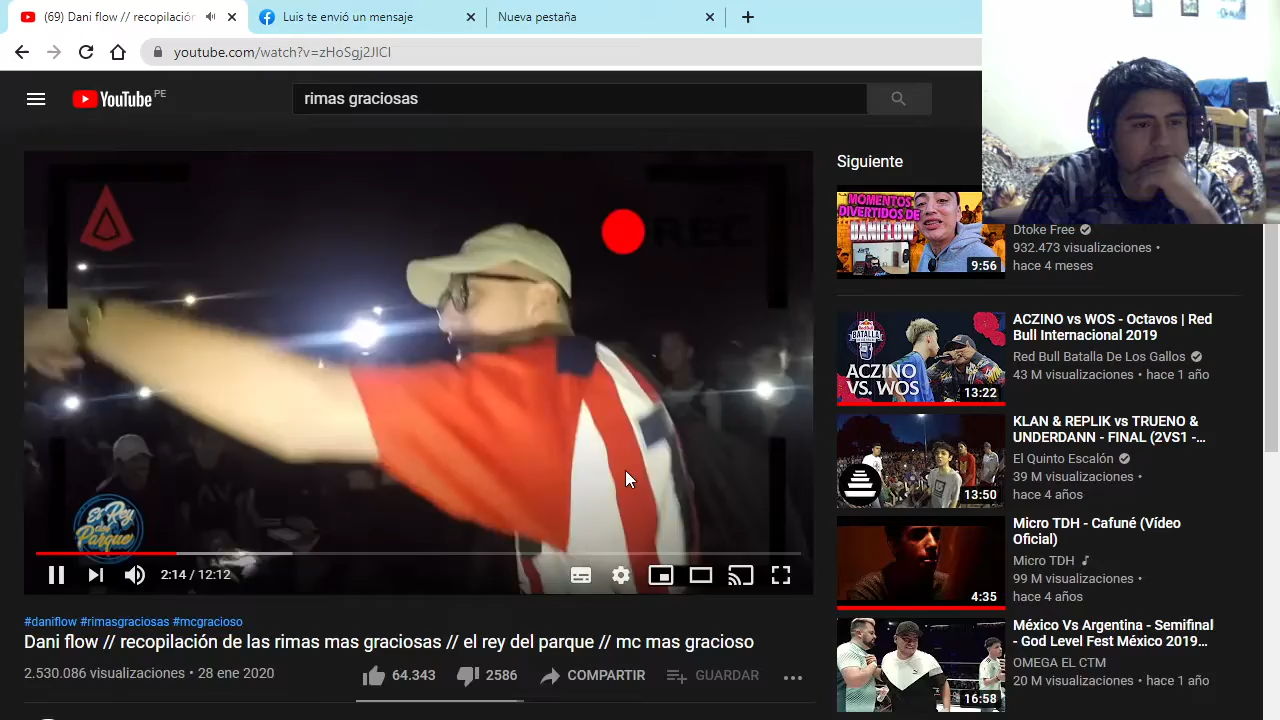 (69) Dani flow // recopilación
Luis te envió un mensaje
Nueva pestaña
youtube.com/watch?v=zHoSgj2JICI
YouTube PE
rimas graciosas
REC
El Rey
del
Parque
2:14 / 12:12
#daniflow #rimasgraciosas #mcgracioso
Dani flow // recopilación de las rimas mas graciosas // el rey del parque // mc mas gracioso
2.530.086 visualizaciones • 28 ene 2020
64.343
2586
COMPARTIR
GUARDAR
Siguiente
MOMENTOS
DIVERTIDOS DE
DANIFLOW
9:56
Dtoke Free
932.473 visualizaciones •
hace 4 meses
ACZINO
VS. WOS
13:22
ACZINO vs WOS - Octavos | Red
Bull Internacional 2019
Red Bull Batalla De Los Gallos
43 M visualizaciones • hace 1 año
13:50
KLAN & REPLIK vs TRUENO &
UNDERDANN - FINAL (2VS1 -...
El Quinto Escalón
39 M visualizaciones •
hace 4 años
4:35
Micro TDH - Cafuné (Vídeo
Oficial)
Micro TDH
99 M visualizaciones •
hace 4 años
16:58
México Vs Argentina - Semifinal
- God Level Fest México 2019...
OMEGA EL CTM
20 M visualizaciones • hace 1 año